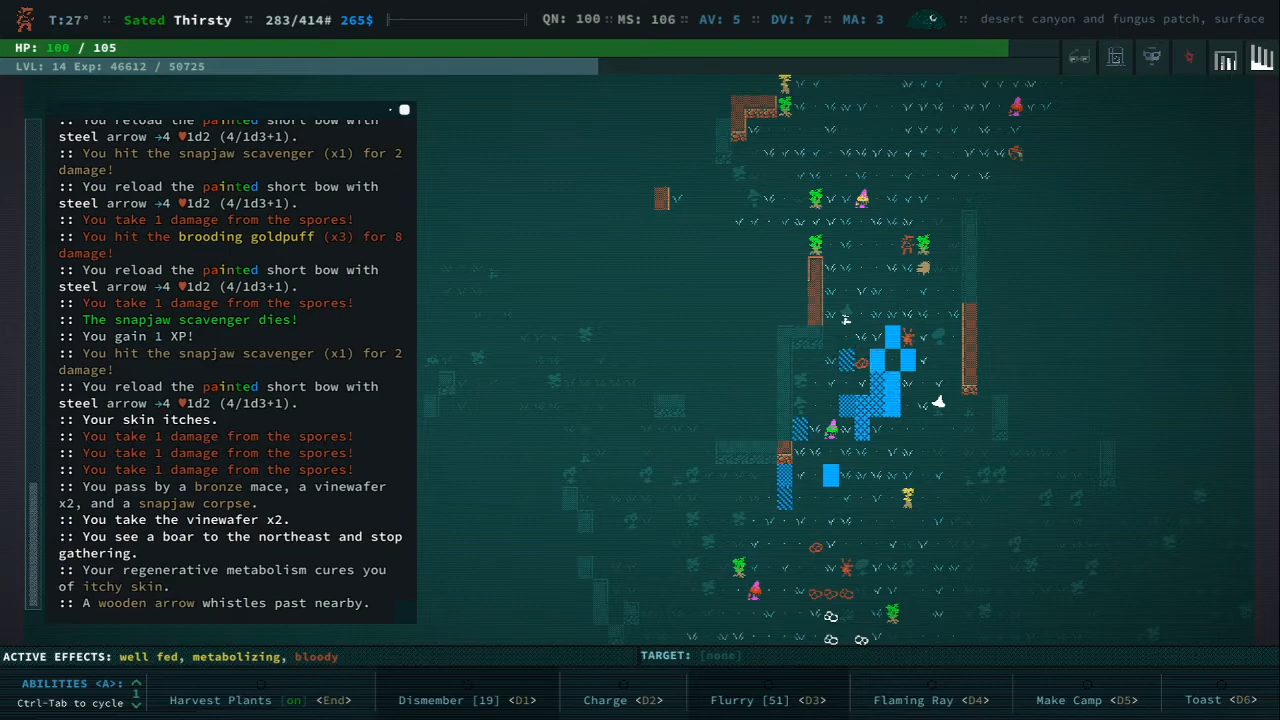 T:27° :: Sated Thirsty :: 283/414# 265$ QN: 100 :: MS: 106 :: AV: 5 :: DV: 7 :: MA: 3 :: desert canyon and fungus patch, surface
HP: 100 / 105
LVL: 14 Exp: 46612 / 50725
:: You reload the painted short bow with
steel arrow →4 ♥1d2 (4/1d3+1).
:: You hit the snapjaw scavenger (x1) for 2
damage!
:: You reload the painted short bow with
steel arrow →4 ♥1d2 (4/1d3+1).
:: You take 1 damage from the spores!
:: You hit the brooding goldpuff (x3) for 8
damage!
:: You reload the painted short bow with
steel arrow →4 ♥1d2 (4/1d3+1).
:: You take 1 damage from the spores!
:: The snapjaw scavenger dies!
:: You gain 1 XP!
:: You hit the snapjaw scavenger (x1) for 2
damage!
:: You reload the painted short bow with
steel arrow →4 ♥1d2 (4/1d3+1).
:: Your skin itches.
:: You take 1 damage from the spores!
:: You take 1 damage from the spores!
:: You take 1 damage from the spores!
:: You pass by a bronze mace, a vinewafer
x2, and a snapjaw corpse.
:: You take the vinewafer x2.
:: You see a boar to the northeast and stop
gathering.
:: Your regenerative metabolism cures you
of itchy skin.
:: A wooden arrow whistles past nearby.
ACTIVE EFFECTS: well fed, metabolizing, bloody
TARGET: [none]
ABILITIES <A>: 1
Ctrl-Tab to cycle
Harvest Plants [on] <End>
Dismember [19] <D1>
Charge <D2>
Flurry [51] <D3>
Flaming Ray <D4>
Make Camp <D5>
Toast <D6>